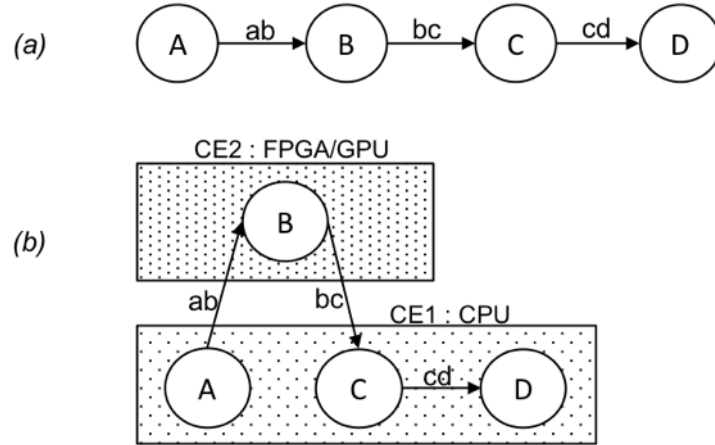 (a)
A ab B bc C cd D
CE2 : FPGA/GPU
(b)
B
ab bc
CE1 : CPU
A C cd D